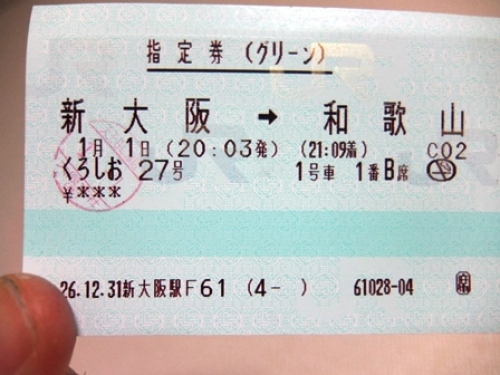 指定券(グリーン)
新大阪 → 和歌山
1月 1日 (20:03発) (21:09着) C02
くろしお 27号 1号車 1番B席
¥***
26.12.31新大阪駅F61 (4- ) 61028-04